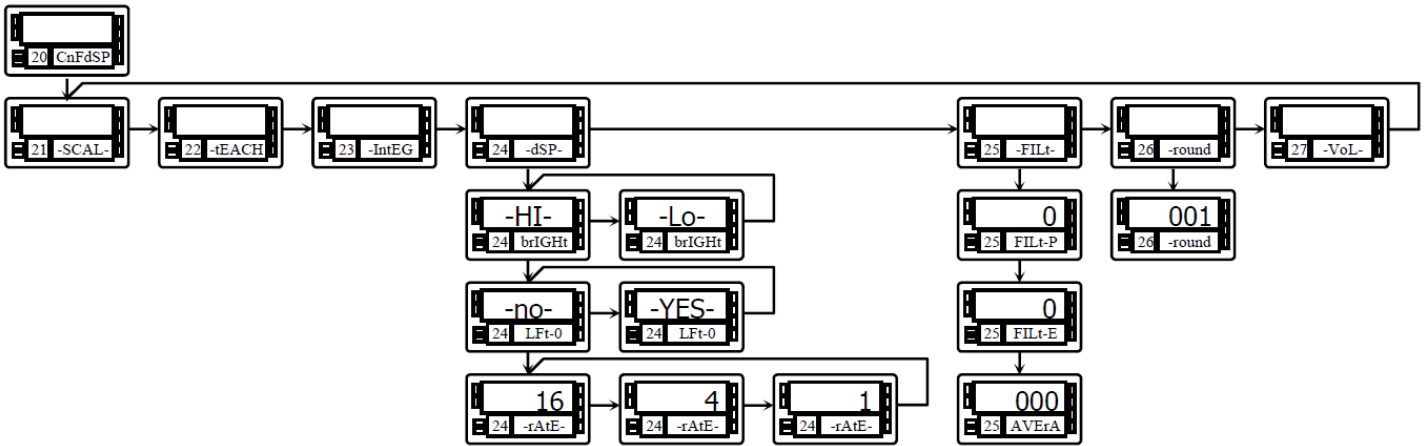 20 CnFdSP
21 -SCAL- 22 -tEACH 23 -IntEG 24 -dSP- 25 -FILt- 26 -round 27 -VoL-
-HI- -Lo- 0 001
24 brIGHt 24 brIGHt 25 FILt-P 26 -round
-no- -YES- 0
24 LFt-0 24 LFt-0 25 FILt-E
16 4 1 000
24 -rAtE- 24 -rAtE- 24 -rAtE- 25 AVErA